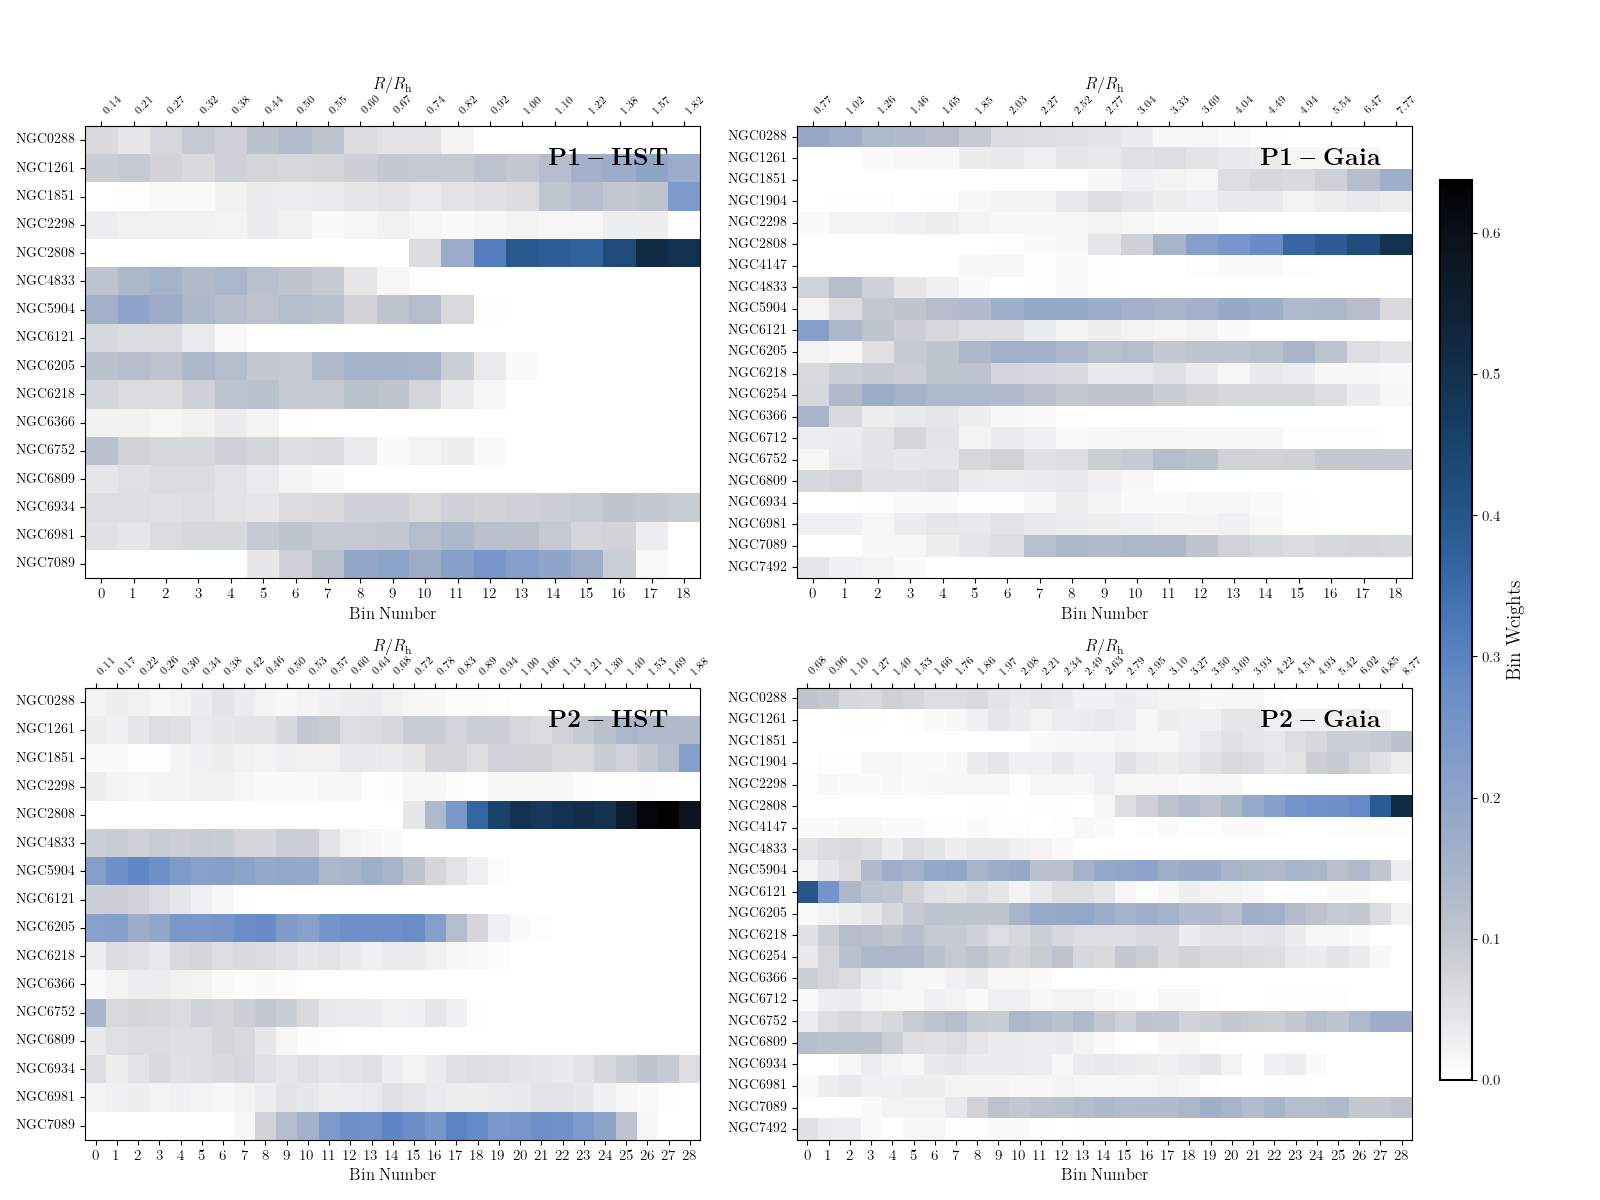 R/Rh
0.14 0.21 0.27 0.32 0.38 0.44 0.50 0.55 0.60 0.67 0.74 0.82 0.92 1.00 1.10 1.22 1.38 1.57 1.82
P1 − HST
NGC0288
NGC1261
NGC1851
NGC2298
NGC2808
NGC4833
NGC5904
NGC6121
NGC6205
NGC6218
NGC6366
NGC6752
NGC6809
NGC6934
NGC6981
NGC7089
0 1 2 3 4 5 6 7 8 9 10 11 12 13 14 15 16 17 18
Bin Number
R/Rh
0.77 1.02 1.26 1.46 1.65 1.85 2.03 2.27 2.52 2.77 3.04 3.33 3.69 4.04 4.49 4.94 5.54 6.47 7.77
P1 − Gaia
NGC0288
NGC1261
NGC1851
NGC1904
NGC2298
NGC2808
NGC4147
NGC4833
NGC5904
NGC6121
NGC6205
NGC6218
NGC6254
NGC6366
NGC6712
NGC6752
NGC6809
NGC6934
NGC6981
NGC7089
NGC7492
0 1 2 3 4 5 6 7 8 9 10 11 12 13 14 15 16 17 18
Bin Number
R/Rh
0.11 0.17 0.22 0.26 0.30 0.34 0.38 0.42 0.46 0.50 0.53 0.57 0.60 0.64 0.68 0.72 0.78 0.83 0.89 0.94 1.00 1.06 1.13 1.21 1.30 1.40 1.53 1.69 1.88
P2 − HST
NGC0288
NGC1261
NGC1851
NGC2298
NGC2808
NGC4833
NGC5904
NGC6121
NGC6205
NGC6218
NGC6366
NGC6752
NGC6809
NGC6934
NGC6981
NGC7089
0 1 2 3 4 5 6 7 8 9 10 11 12 13 14 15 16 17 18 19 20 21 22 23 24 25 26 27 28
Bin Number
R/Rh
0.68 0.96 1.10 1.27 1.40 1.53 1.66 1.76 1.86 1.97 2.08 2.21 2.34 2.49 2.63 2.79 2.95 3.10 3.27 3.50 3.69 3.93 4.22 4.54 4.93 5.42 6.02 6.85 8.77
P2 − Gaia
NGC0288
NGC1261
NGC1851
NGC1904
NGC2298
NGC2808
NGC4147
NGC4833
NGC5904
NGC6121
NGC6205
NGC6218
NGC6254
NGC6366
NGC6712
NGC6752
NGC6809
NGC6934
NGC6981
NGC7089
NGC7492
0 1 2 3 4 5 6 7 8 9 10 11 12 13 14 15 16 17 18 19 20 21 22 23 24 25 26 27 28
Bin Number
0.6
0.5
0.4
0.3
0.2
0.1
0.0
Bin Weights